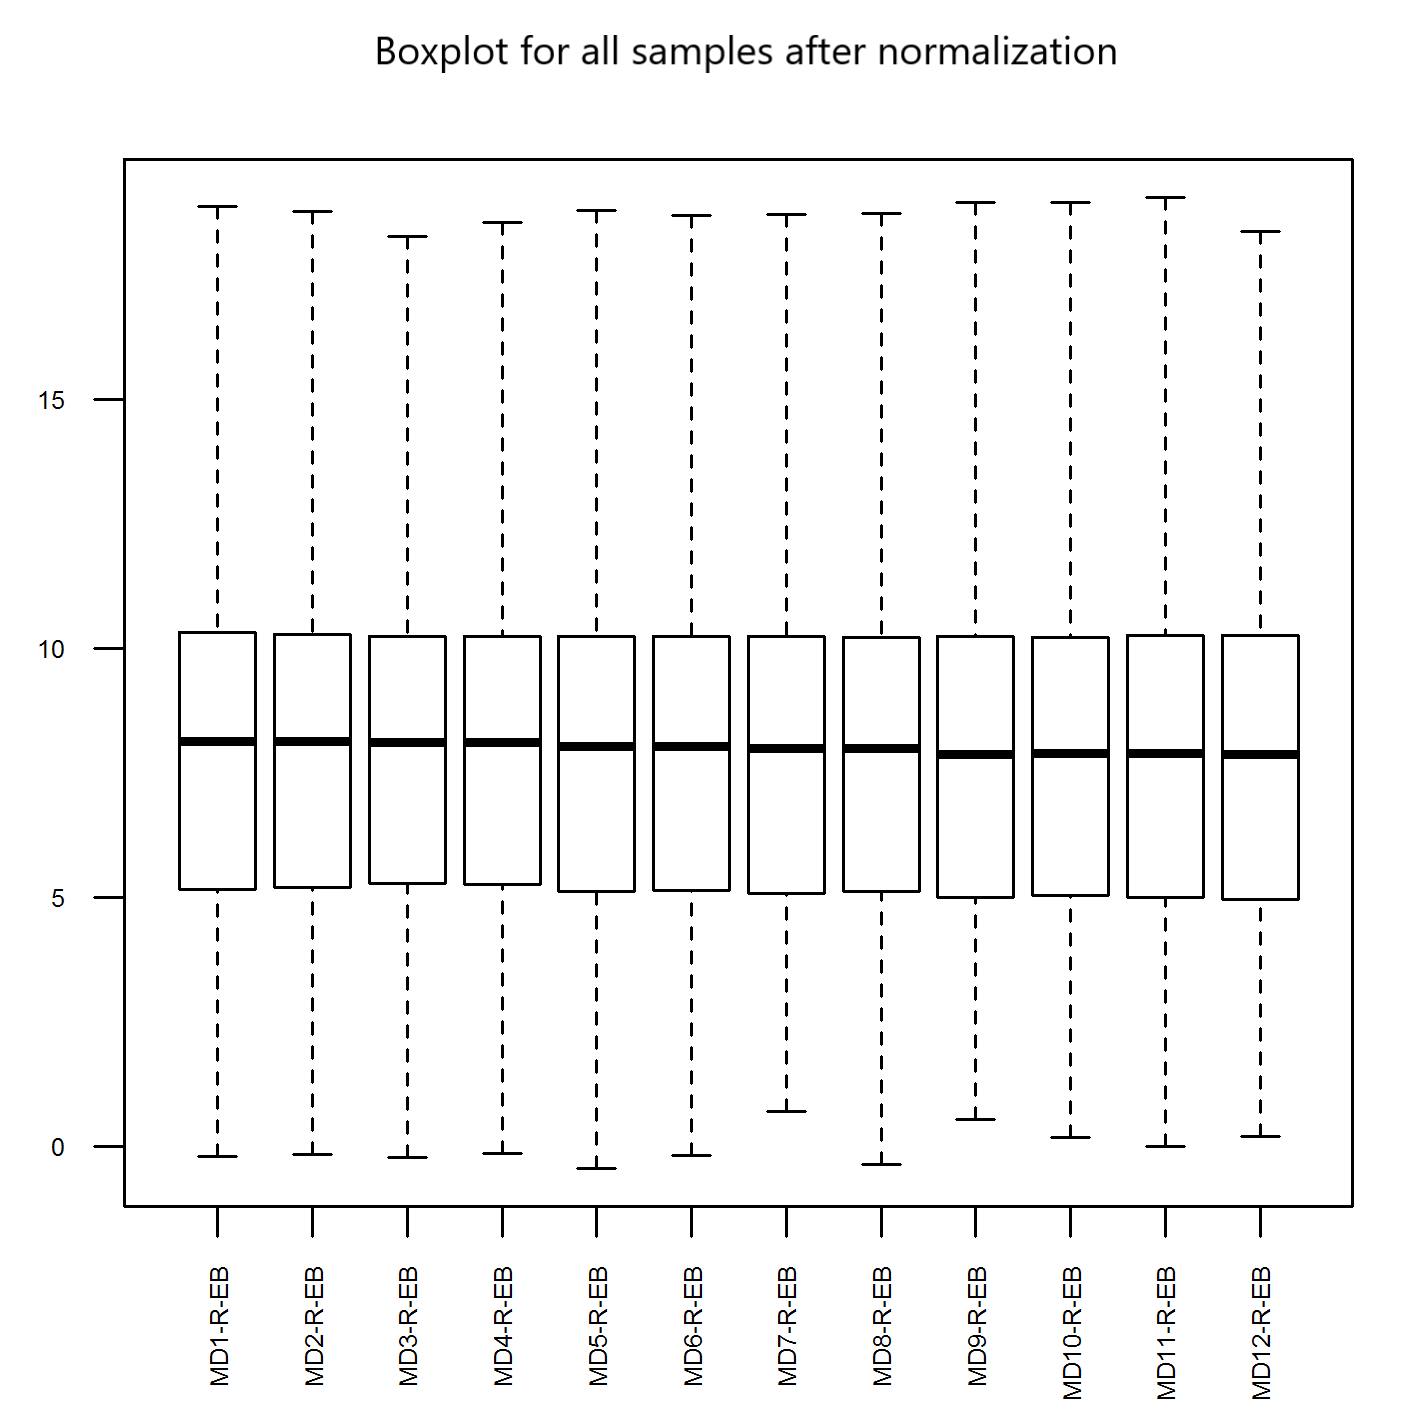 Boxplot for all samples after normalization
15
10
5
0
MD1-R-EB
MD2-R-EB
MD3-R-EB
MD4-R-EB
MD5-R-EB
MD6-R-EB
MD7-R-EB
MD8-R-EB
MD9-R-EB
MD10-R-EB
MD11-R-EB
MD12-R-EB